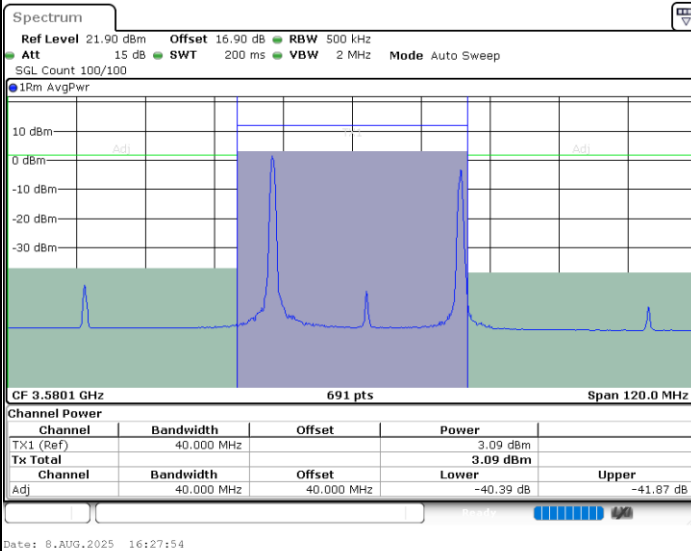 Spectrum
Ref Level 21.90 dBm Offset 16.90 dB RBW 500 kHz
Att 15 dB SWT 200 ms VBW 2 MHz Mode Auto Sweep
SGL Count 100/100
1Rm AvgPwr
10 dBm
Adj Adj
0 dBm
-10 dBm
-20 dBm
-30 dBm
CF 3.5801 GHz 691 pts Span 120.0 MHz
Channel Power
Channel Bandwidth Offset Power
TX1 (Ref) 40.000 MHz 3.09 dBm
Tx Total 3.09 dBm
Channel Bandwidth Offset Lower Upper
Adj 40.000 MHz 40.000 MHz -40.39 dB -41.87 dB
Ready
Date: 8.AUG.2025 16:27:54